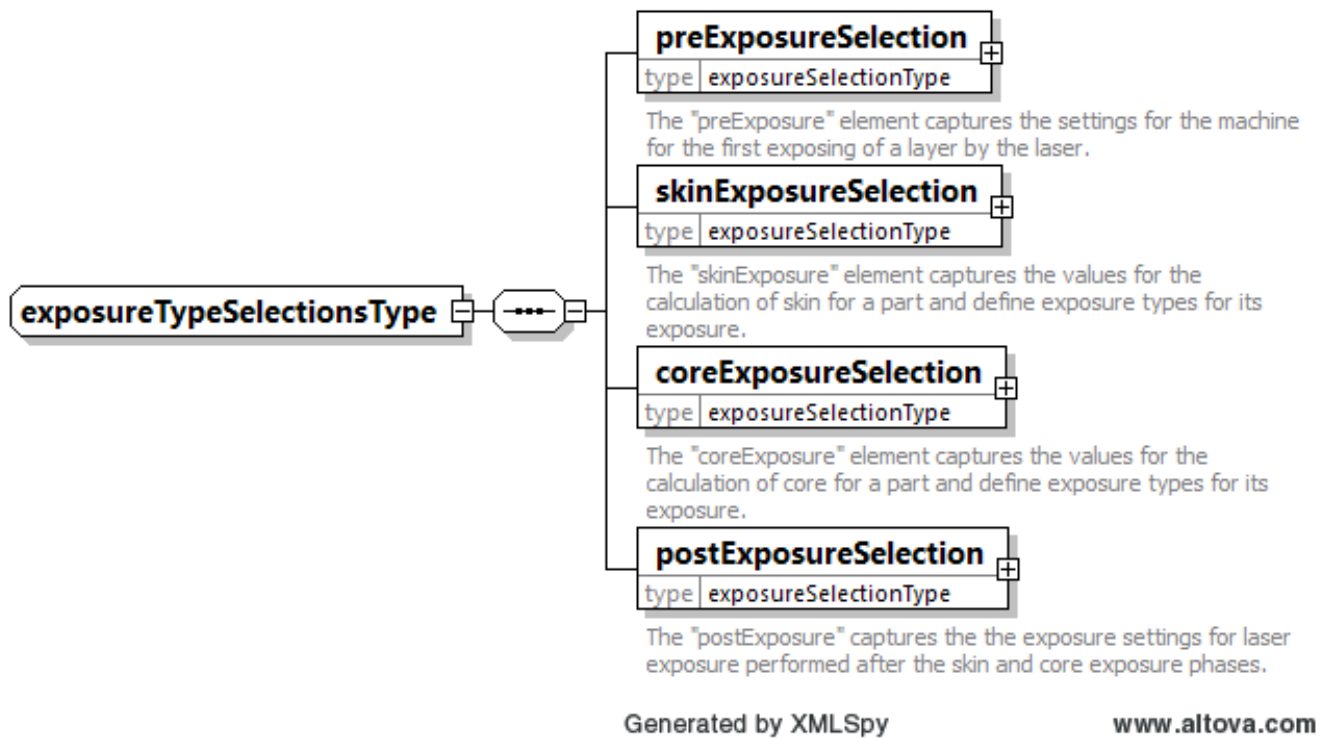 preExposureSelection
type exposureSelectionType
The "preExposure" element captures the settings for the machine
for the first exposing of a layer by the laser.
skinExposureSelection
type exposureSelectionType
The "skinExposure" element captures the values for the
calculation of skin for a part and define exposure types for its
exposure.
exposureTypeSelectionsType
coreExposureSelection
type exposureSelectionType
The "coreExposure" element captures the values for the
calculation of core for a part and define exposure types for its
exposure.
postExposureSelection
type exposureSelectionType
The "postExposure" captures the the exposure settings for laser
exposure performed after the skin and core exposure phases.
Generated by XMLSpy www.altova.com